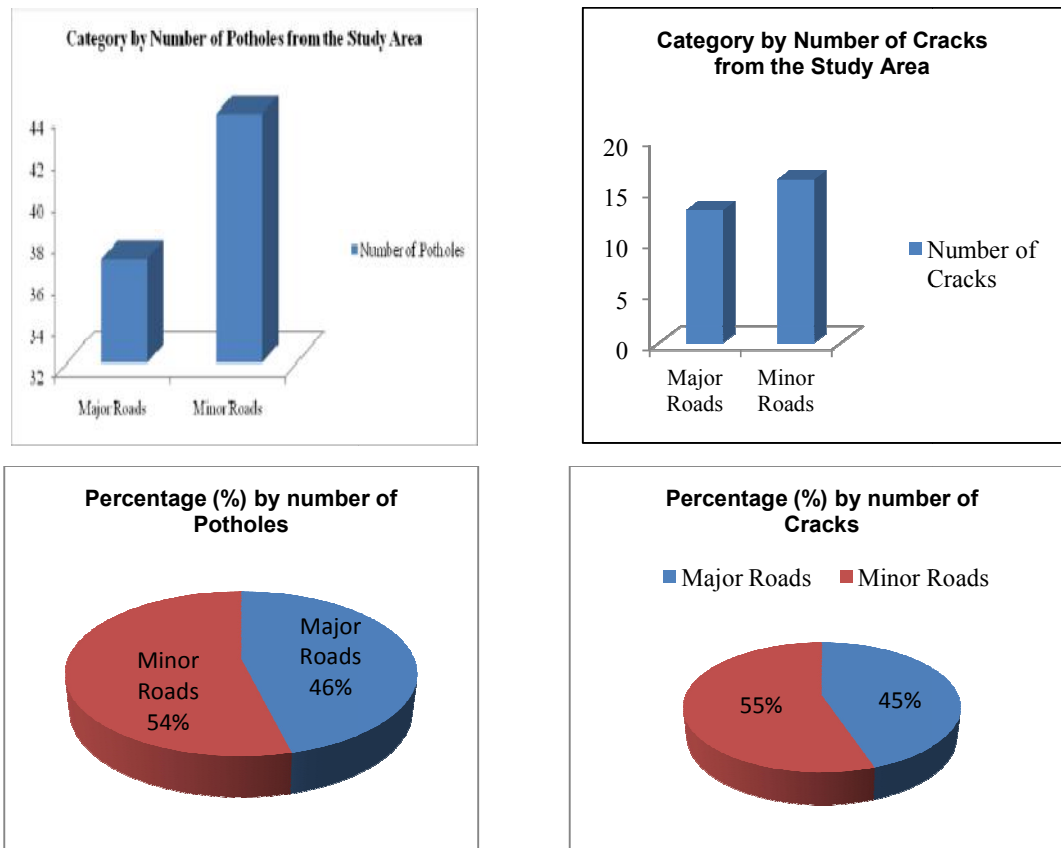 Category by Number of Potholes from the Study Area
44
42
40
38
36
34
32
Major Roads
Minor Roads
Number of Potholes
Category by Number of Cracks
from the Study Area
20
15
10
5
0
Major
Roads
Minor
Roads
Number of
Cracks
Percentage (%) by number of
Potholes
Major
Roads
46%
Minor
Roads
54%
Percentage (%) by number of
Cracks
Major Roads
Minor Roads
55%
45%